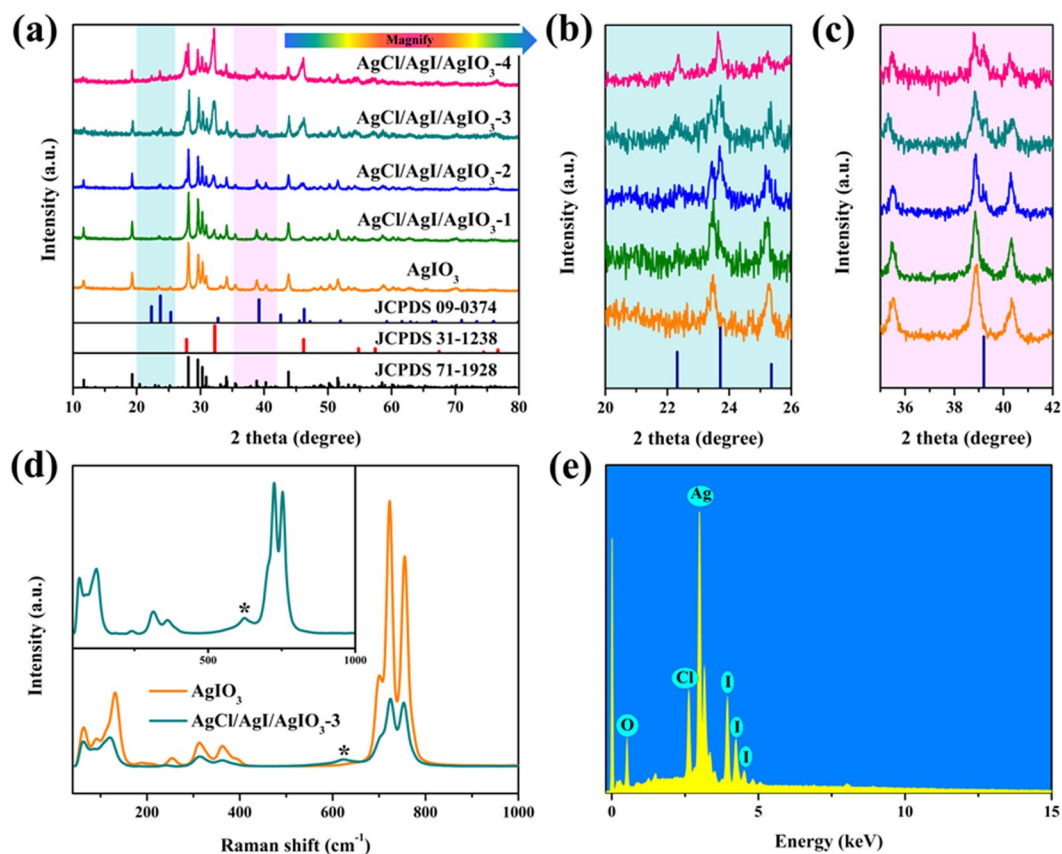 (a)
Magnify
AgCl/AgI/AgIO3-4
AgCl/AgI/AgIO3-3
AgCl/AgI/AgIO3-2
AgCl/AgI/AgIO3-1
AgIO3
JCPDS 09-0374
JCPDS 31-1238
JCPDS 71-1928
Intensity (a.u.)
10 20 30 40 50 60 70 80
2 theta (degree)
(b)
Intensity (a.u.)
20 22 24 26
2 theta (degree)
(c)
Intensity (a.u.)
36 38 40 42
2 theta (degree)
(d)
Intensity (a.u.)
*
500 1000
AgIO3
AgCl/AgI/AgIO3-3
*
200 400 600 800 1000
Raman shift (cm-1)
(e)
Ag
Cl
I
O
I
I
0 5 10 15
Energy (keV)